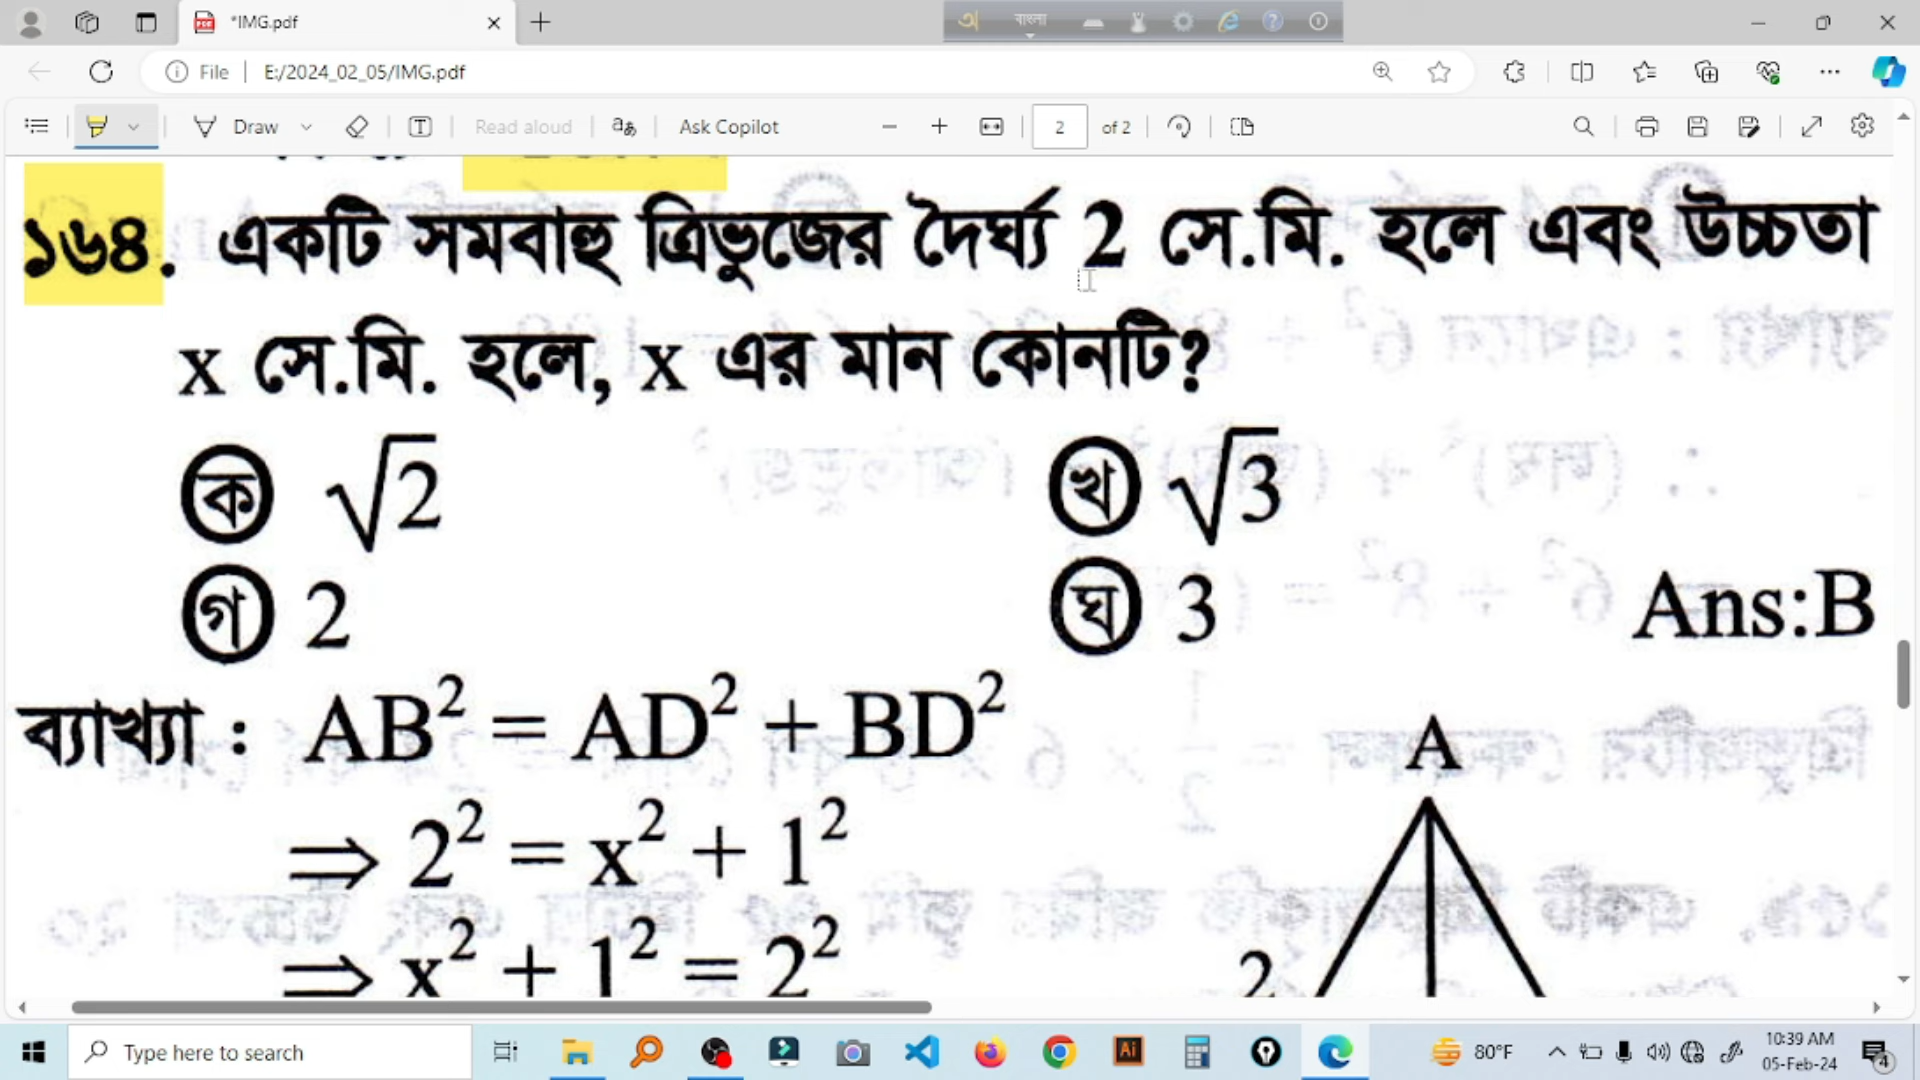 *IMG.pdf
অ বাংলা
File E:/2024_02_05/IMG.pdf
Draw Read aloud Ask Copilot 2 of 2
১৬৪. একটি সমবাহু ত্রিভুজের দৈর্ঘ্য 2 সে.মি. হলে এবং উচ্চতা
x সে.মি. হলে, x এর মান কোনটি?
ক √2 খ √3
গ 2 ঘ 3 Ans:B
ব্যাখ্যা : AB² = AD² + BD²
A
⇒ 2² = x² + 1²
⇒ x² + 1² = 2²
2
Type here to search
80°F
10:39 AM
05-Feb-24
4